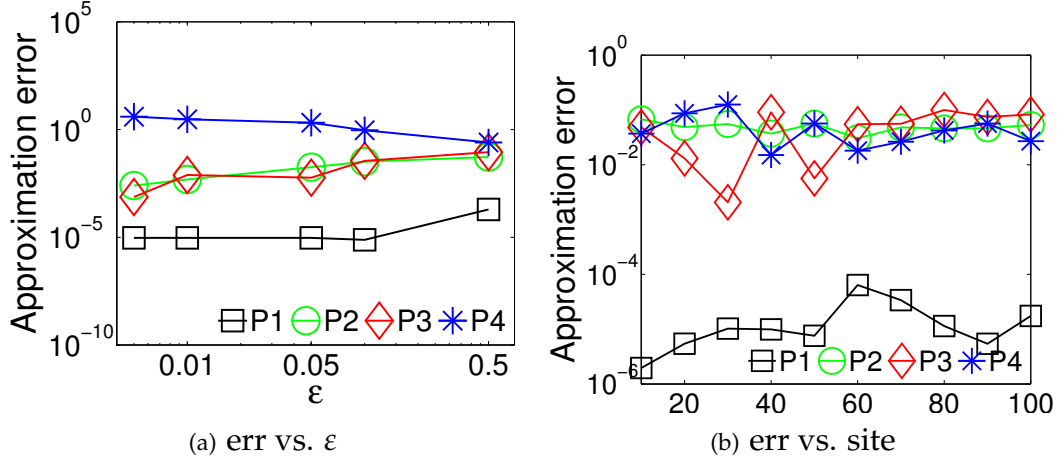 10^5
10^0
10^-5
10^-10
Approximation error
P1 P2 P3 P4
0.01 0.05 0.5
ε
(a) err vs. ε
10^0
10^-2
10^-4
10^-6
Approximation error
P1 P2 P3 P4
20 40 60 80 100
(b) err vs. site